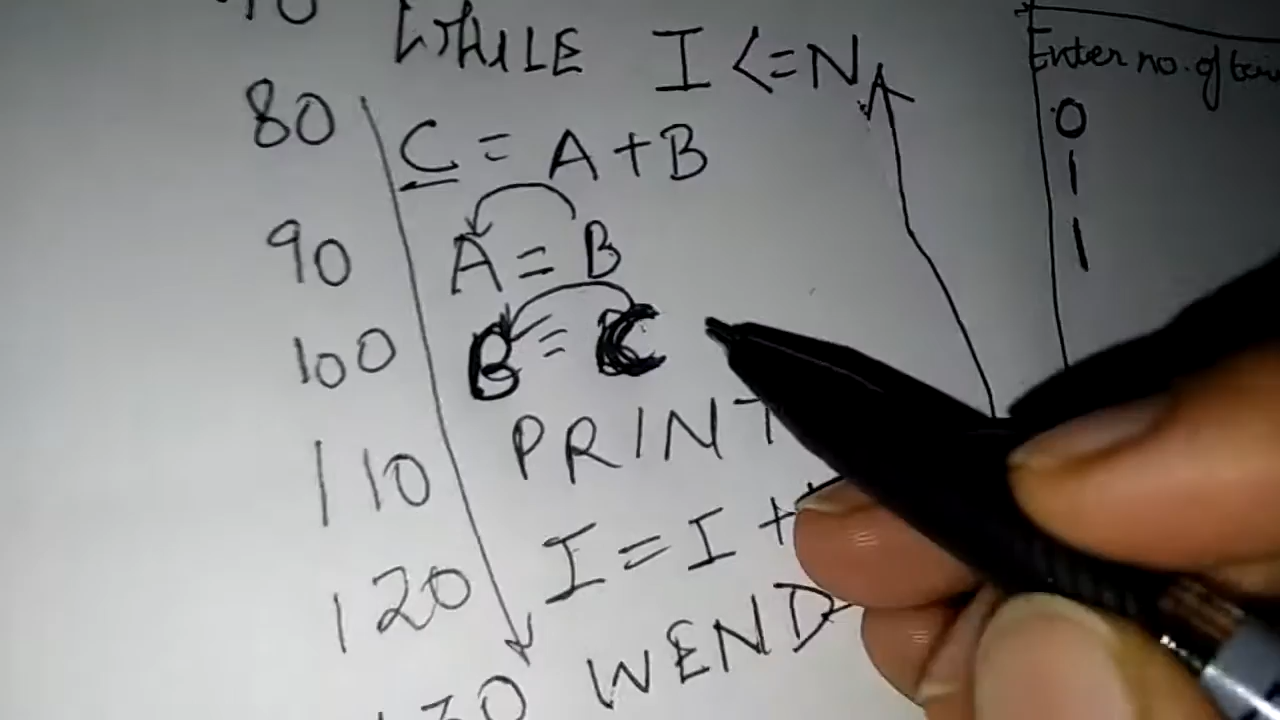 WHILE I <=N
80 C = A+B
90 A = B
100 B = C
110 PRINT
120 I = I +
WEND
Enter no. of
0
1
1